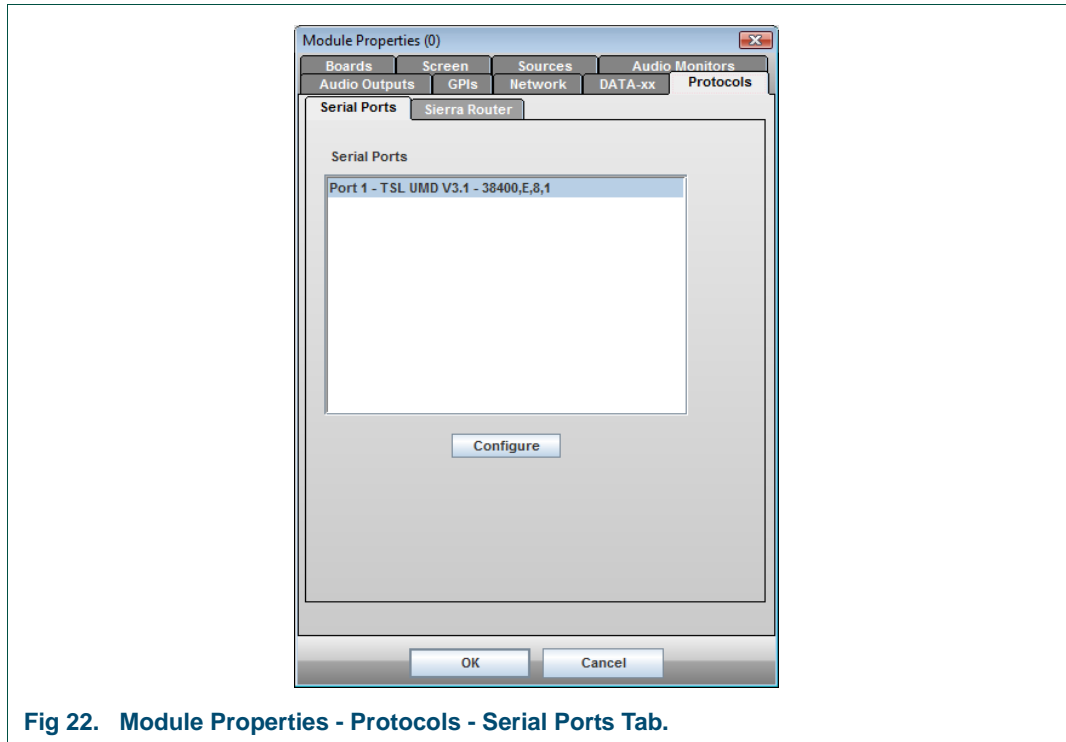 Module Properties (0)
Boards Screen Sources Audio Monitors
Audio Outputs GPIs Network DATA-xx Protocols
Serial Ports Sierra Router
Serial Ports
Port 1 - TSL UMD V3.1 - 38400,E,8,1
Configure
OK Cancel
Fig 22. Module Properties - Protocols - Serial Ports Tab.